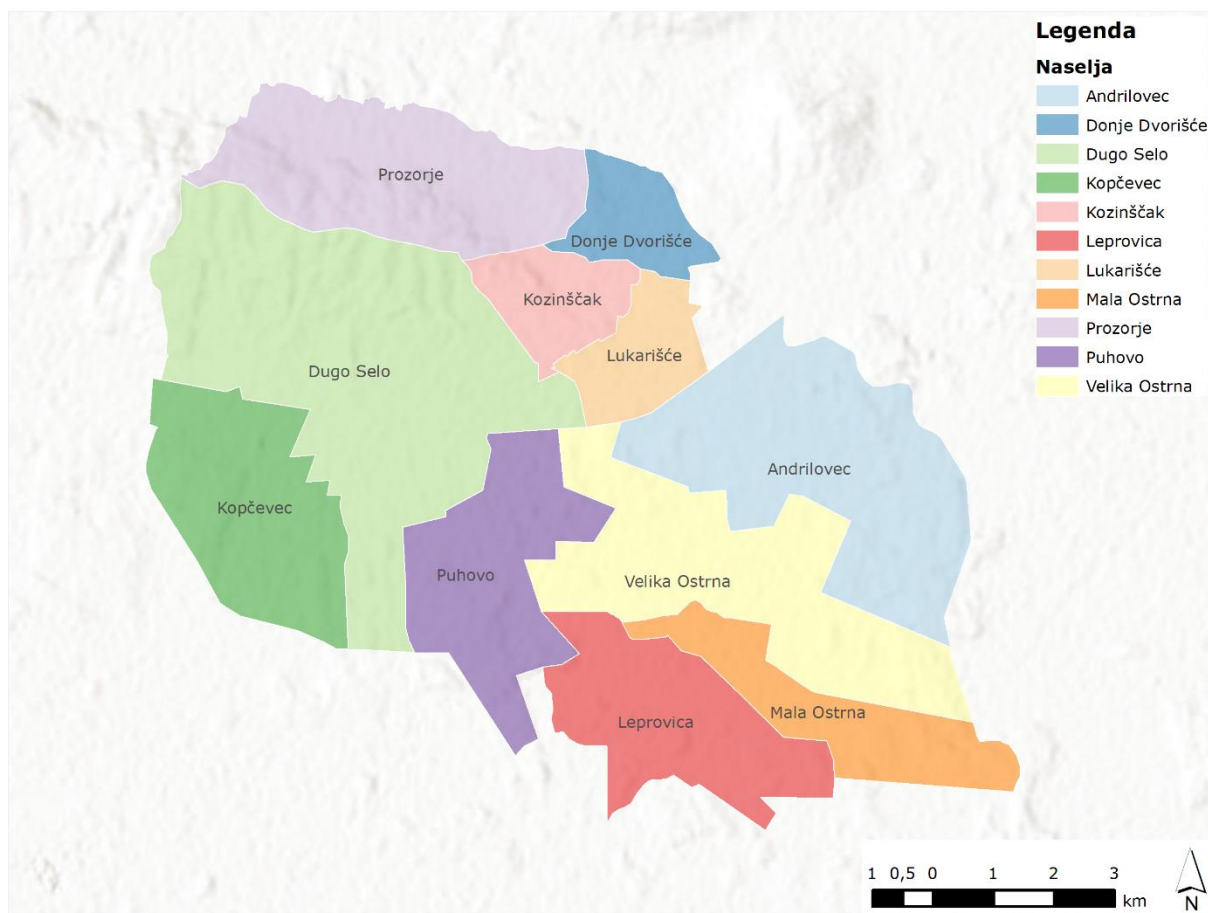 Legenda
Naselja
Andrilovec
Donje Dvorišće
Dugo Selo
Kopčevec
Kozinščak
Leprovica
Lukarišće
Mala Ostrna
Prozorje
Puhovo
Velika Ostrna
Prozorje
Donje Dvorišće
Kozinščak
Lukarišće
Dugo Selo
Andrilovec
Kopčevec
Puhovo
Velika Ostrna
Mala Ostrna
Leprovica
1 0,5 0 1 2 3
km
N